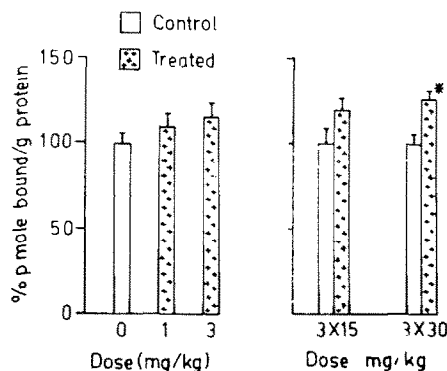 Control
Treated
% p mole bound/g protein
150
100
50
0
0 1 3
Dose (mg/kg)
3X15 3X30
Dose mg/kg
*